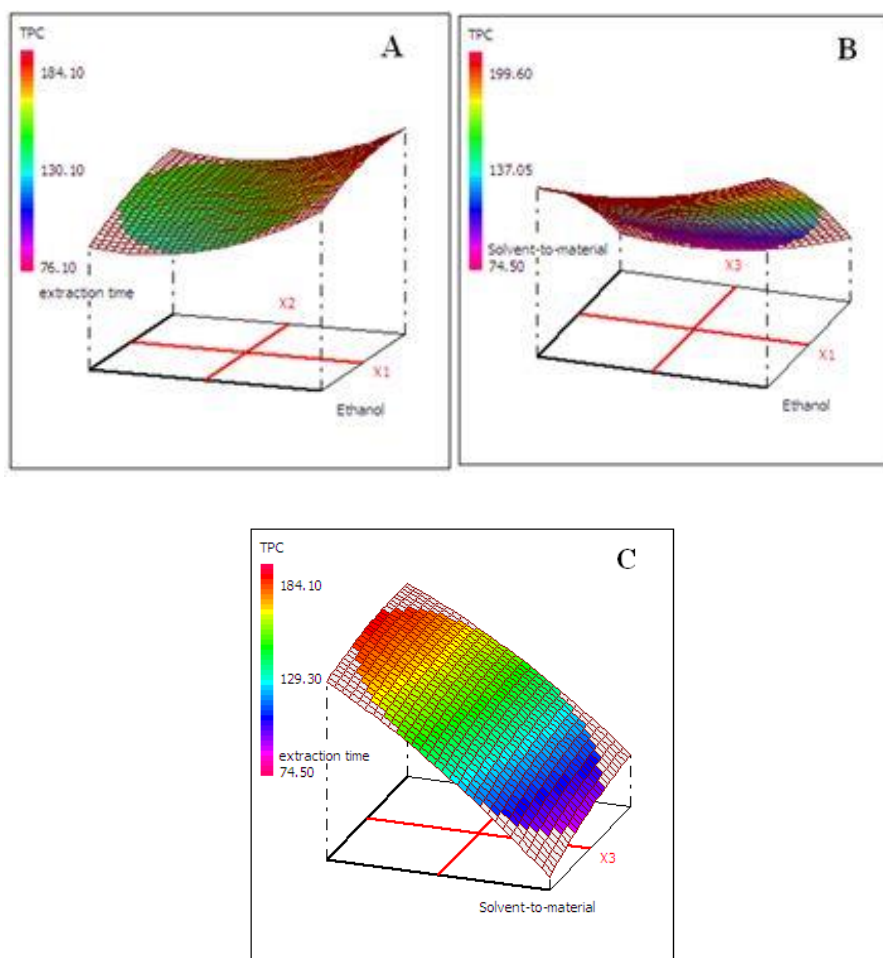 TPC
A
184.10
130.10
76.10
extraction time
X2
X1
Ethanol
TPC
B
199.60
137.05
Solvent-to-material
74.50
X3
X1
Ethanol
TPC
C
184.10
129.30
extraction time
74.50
X3
Solvent-to-material